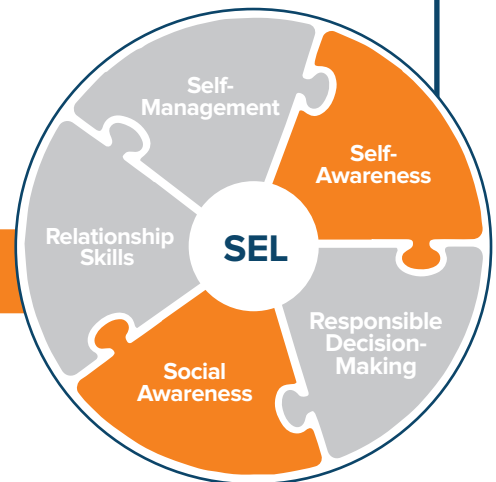 Self-
Management
Self-
Awareness
Relationship
Skills
SEL
Responsible
Decision-
Making
Social
Awareness